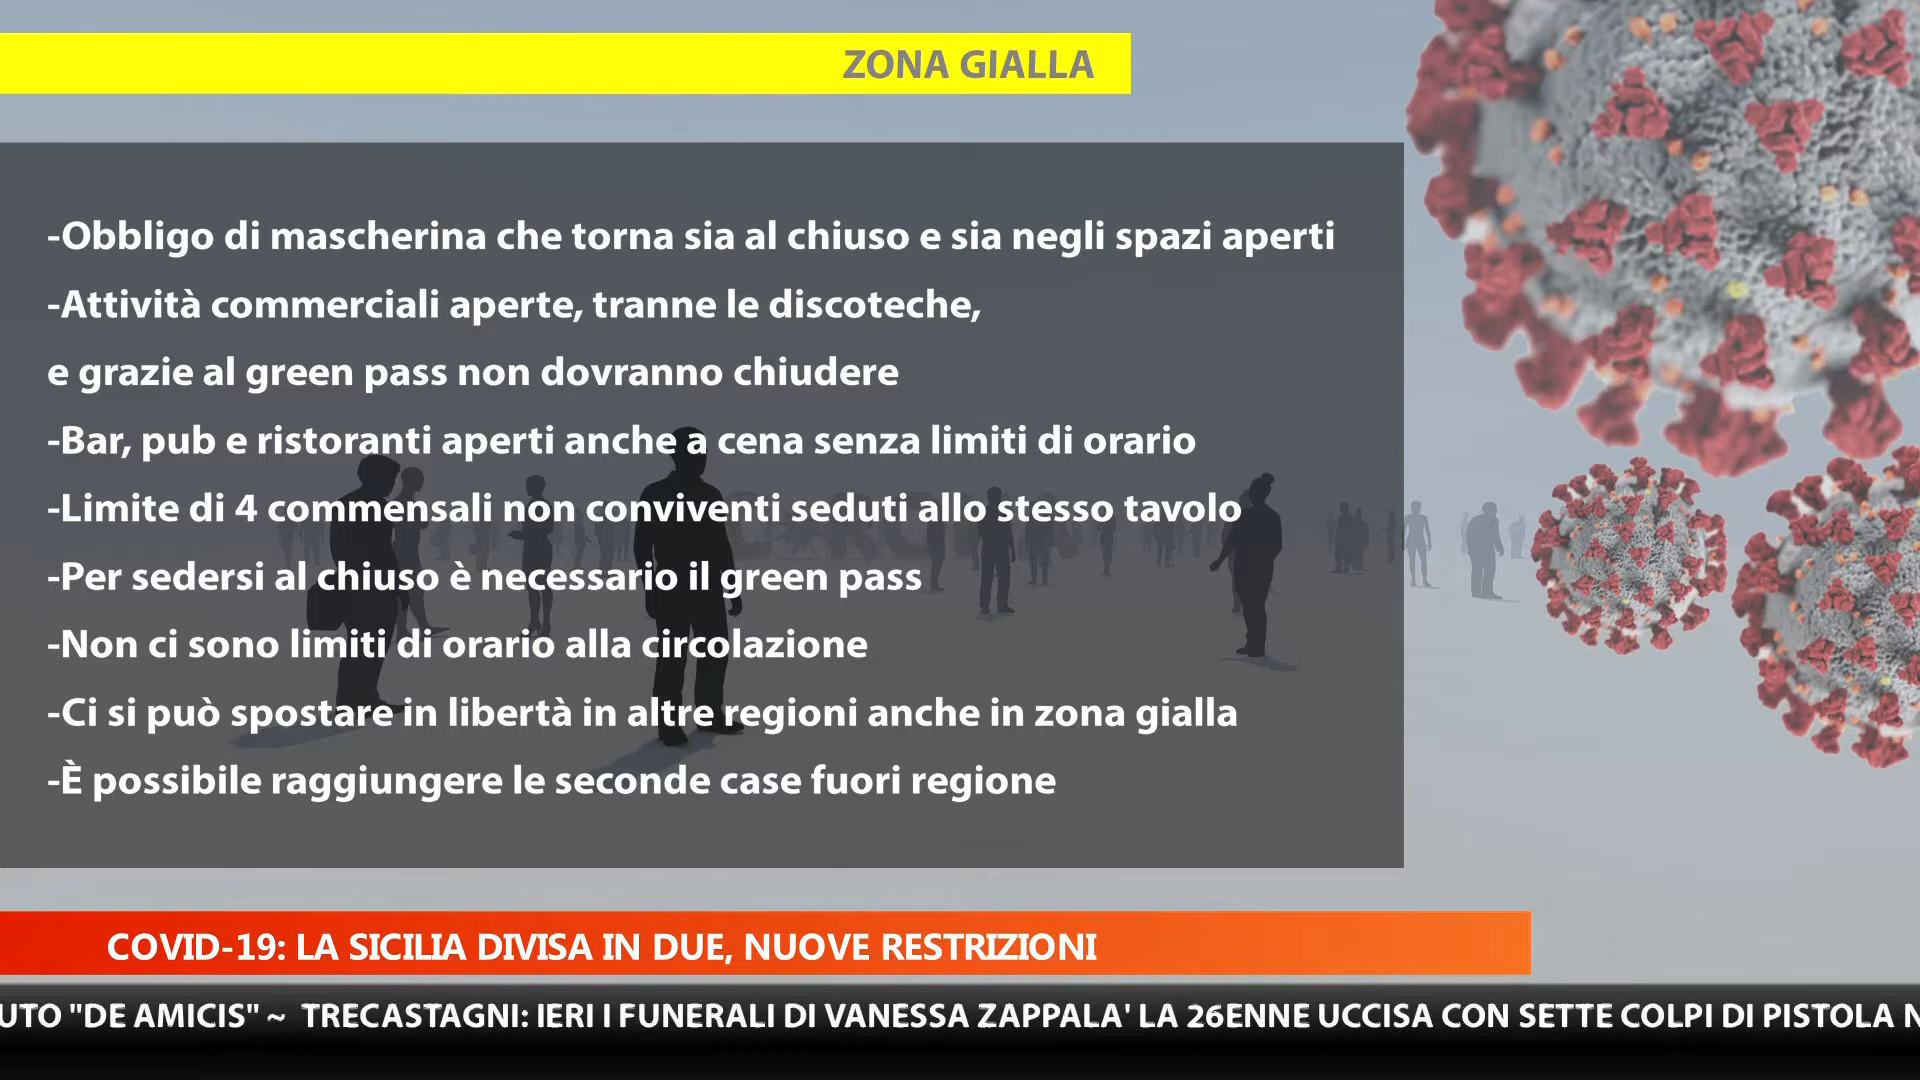 ZONA GIALLA
-Obbligo di mascherina che torna sia al chiuso e sia negli spazi aperti
-Attività commerciali aperte, tranne le discoteche,
e grazie al green pass non dovranno chiudere
-Bar, pub e ristoranti aperti anche a cena senza limiti di orario
-Limite di 4 commensali non conviventi seduti allo stesso tavolo
-Per sedersi al chiuso è necessario il green pass
-Non ci sono limiti di orario alla circolazione
-Ci si può spostare in libertà in altre regioni anche in zona gialla
-È possibile raggiungere le seconde case fuori regione
COVID-19: LA SICILIA DIVISA IN DUE, NUOVE RESTRIZIONI
UTO "DE AMICIS" ~ TRECASTAGNI: IERI I FUNERALI DI VANESSA ZAPPALA' LA 26ENNE UCCISA CON SETTE COLPI DI PISTOLA N